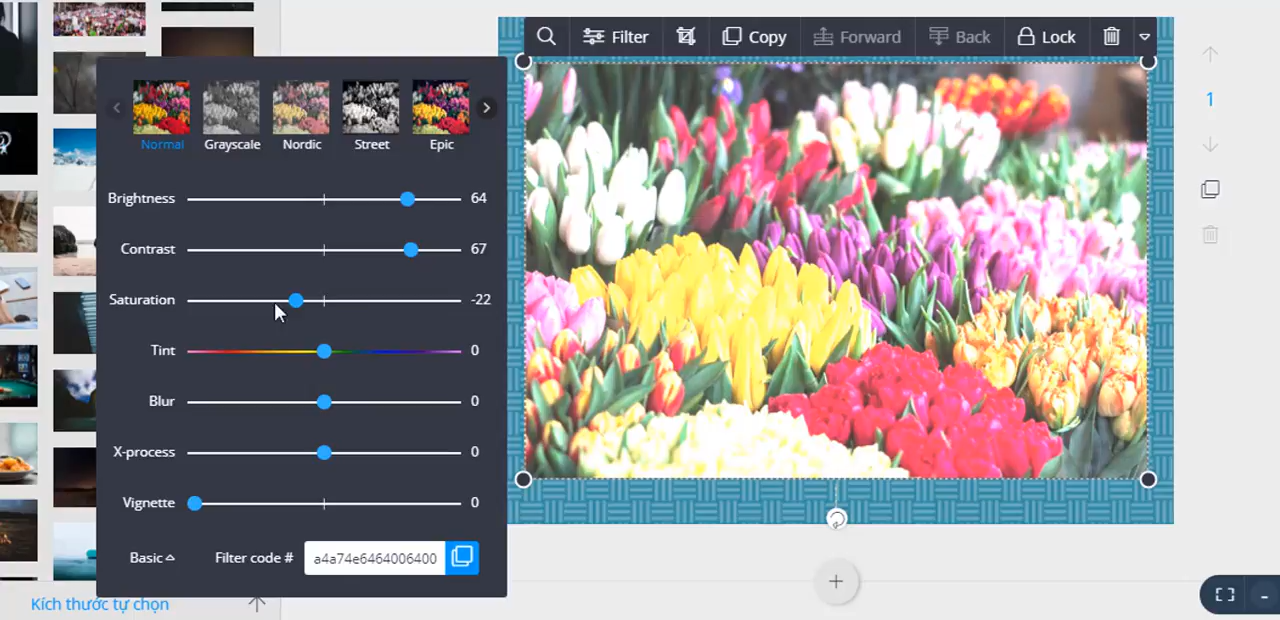 Filter Copy Forward Back Lock
1
Normal Grayscale Nordic Street Epic
Brightness 64
Contrast 67
Saturation -22
Tint 0
Blur 0
X-process 0
Vignette 0
Basic Filter code # a4a74e6464006400
Kích thước tự chọn